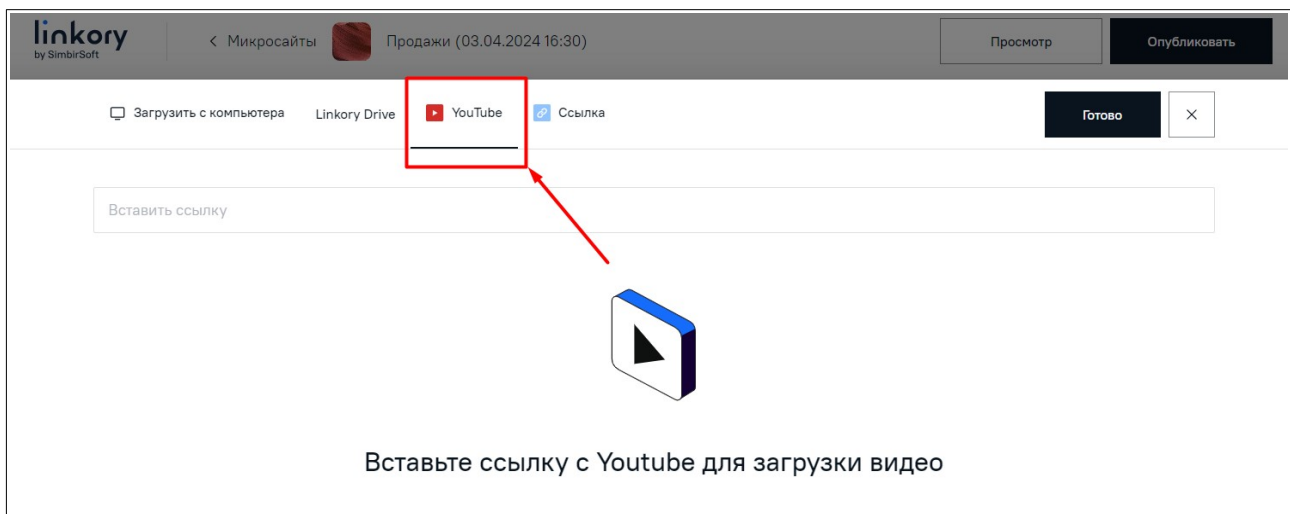 linkory
by SimbirSoft
Микросайты
Продажи (03.04.2024 16:30)
Просмотр
Опубликовать
Загрузить с компьютера
Linkory Drive
YouTube
Ссылка
Готово
Вставить ссылку
Вставьте ссылку с Youtube для загрузки видео